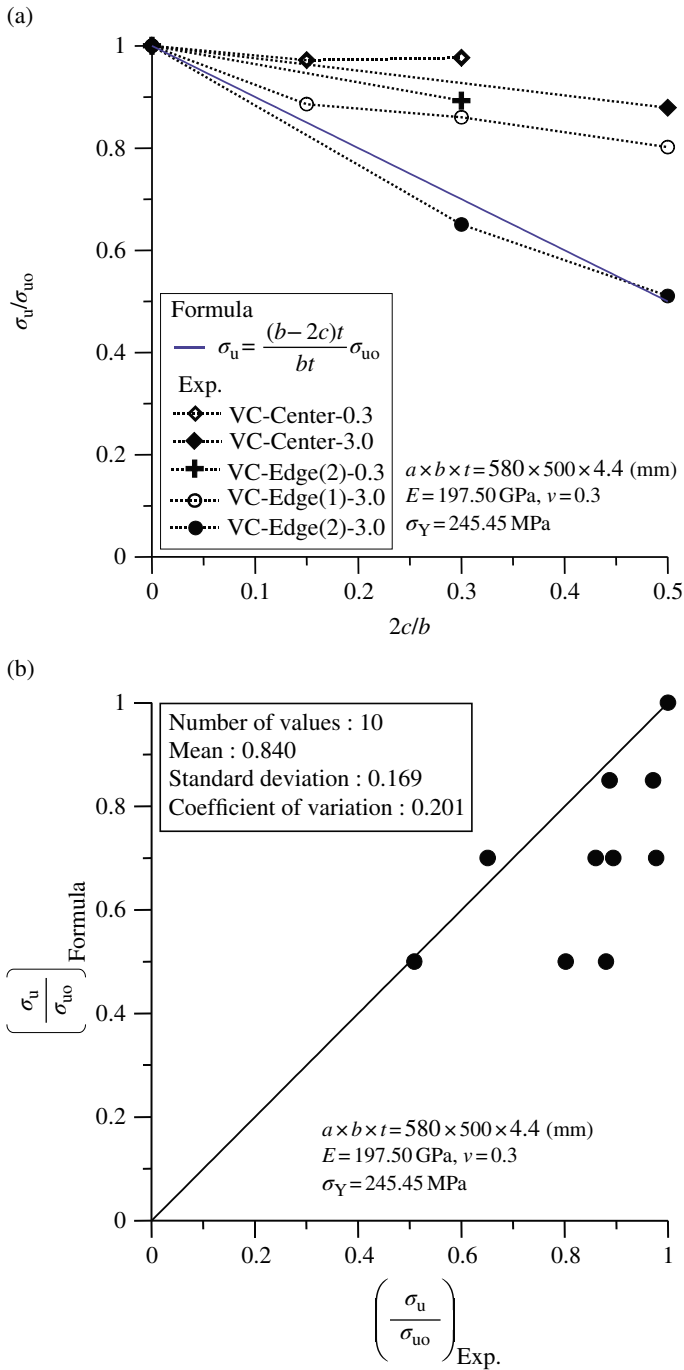 (a)
1
0.8
0.6
0.4
0.2
0
σu/σuo
Formula
σu = (b – 2c)t / bt σuo
Exp.
VC-Center-0.3
VC-Center-3.0
VC-Edge(2)-0.3
VC-Edge(1)-3.0
VC-Edge(2)-3.0
a × b × t = 580 × 500 × 4.4 (mm)
E = 197.50 GPa, v = 0.3
σY = 245.45 MPa
0 0.1 0.2 0.3 0.4 0.5
2c/b
(b)
1
0.8
0.6
0.4
0.2
0
Number of values : 10
Mean : 0.840
Standard deviation : 0.169
Coefficient of variation : 0.201
(σu/σuo)Formula
a × b × t = 580 × 500 × 4.4 (mm)
E = 197.50 GPa, v = 0.3
σY = 245.45 MPa
0 0.2 0.4 0.6 0.8 1
(σu/σuo)Exp.